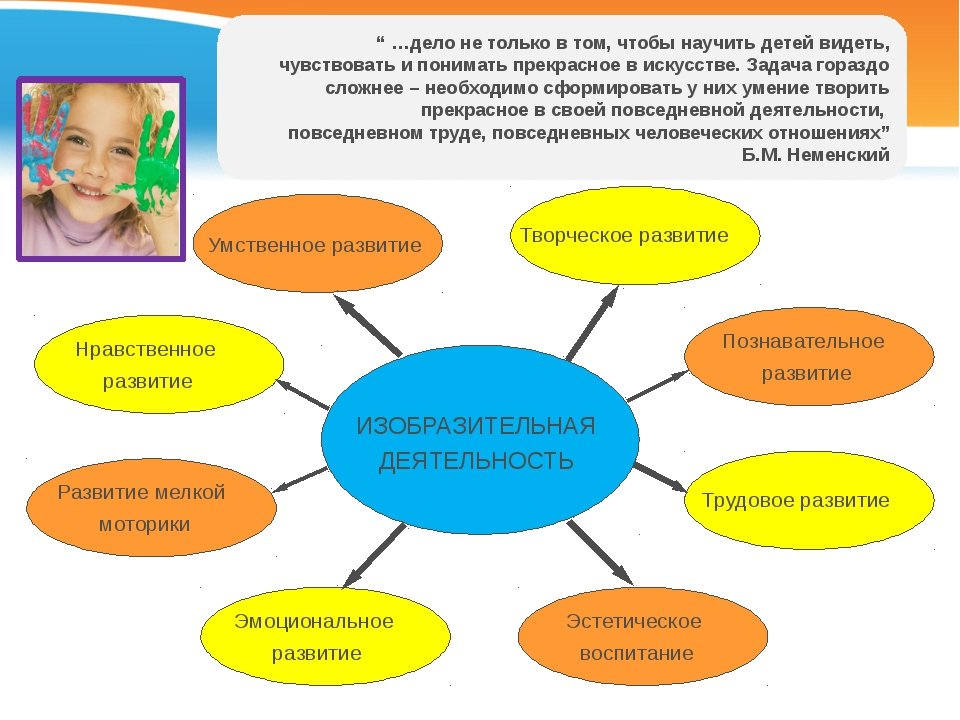 “ …дело не только в том, чтобы научить детей видеть,
чувствовать и понимать прекрасное в искусстве. Задача гораздо
сложнее – необходимо сформировать у них умение творить
прекрасное в своей повседневной деятельности,
повседневном труде, повседневных человеческих отношениях”
Б.М. Неменский
Умственное развитие
Творческое развитие
Нравственное
развитие
Познавательное
развитие
ИЗОБРАЗИТЕЛЬНАЯ
ДЕЯТЕЛЬНОСТЬ
Развитие мелкой
моторики
Трудовое развитие
Эмоциональное
развитие
Эстетическое
воспитание